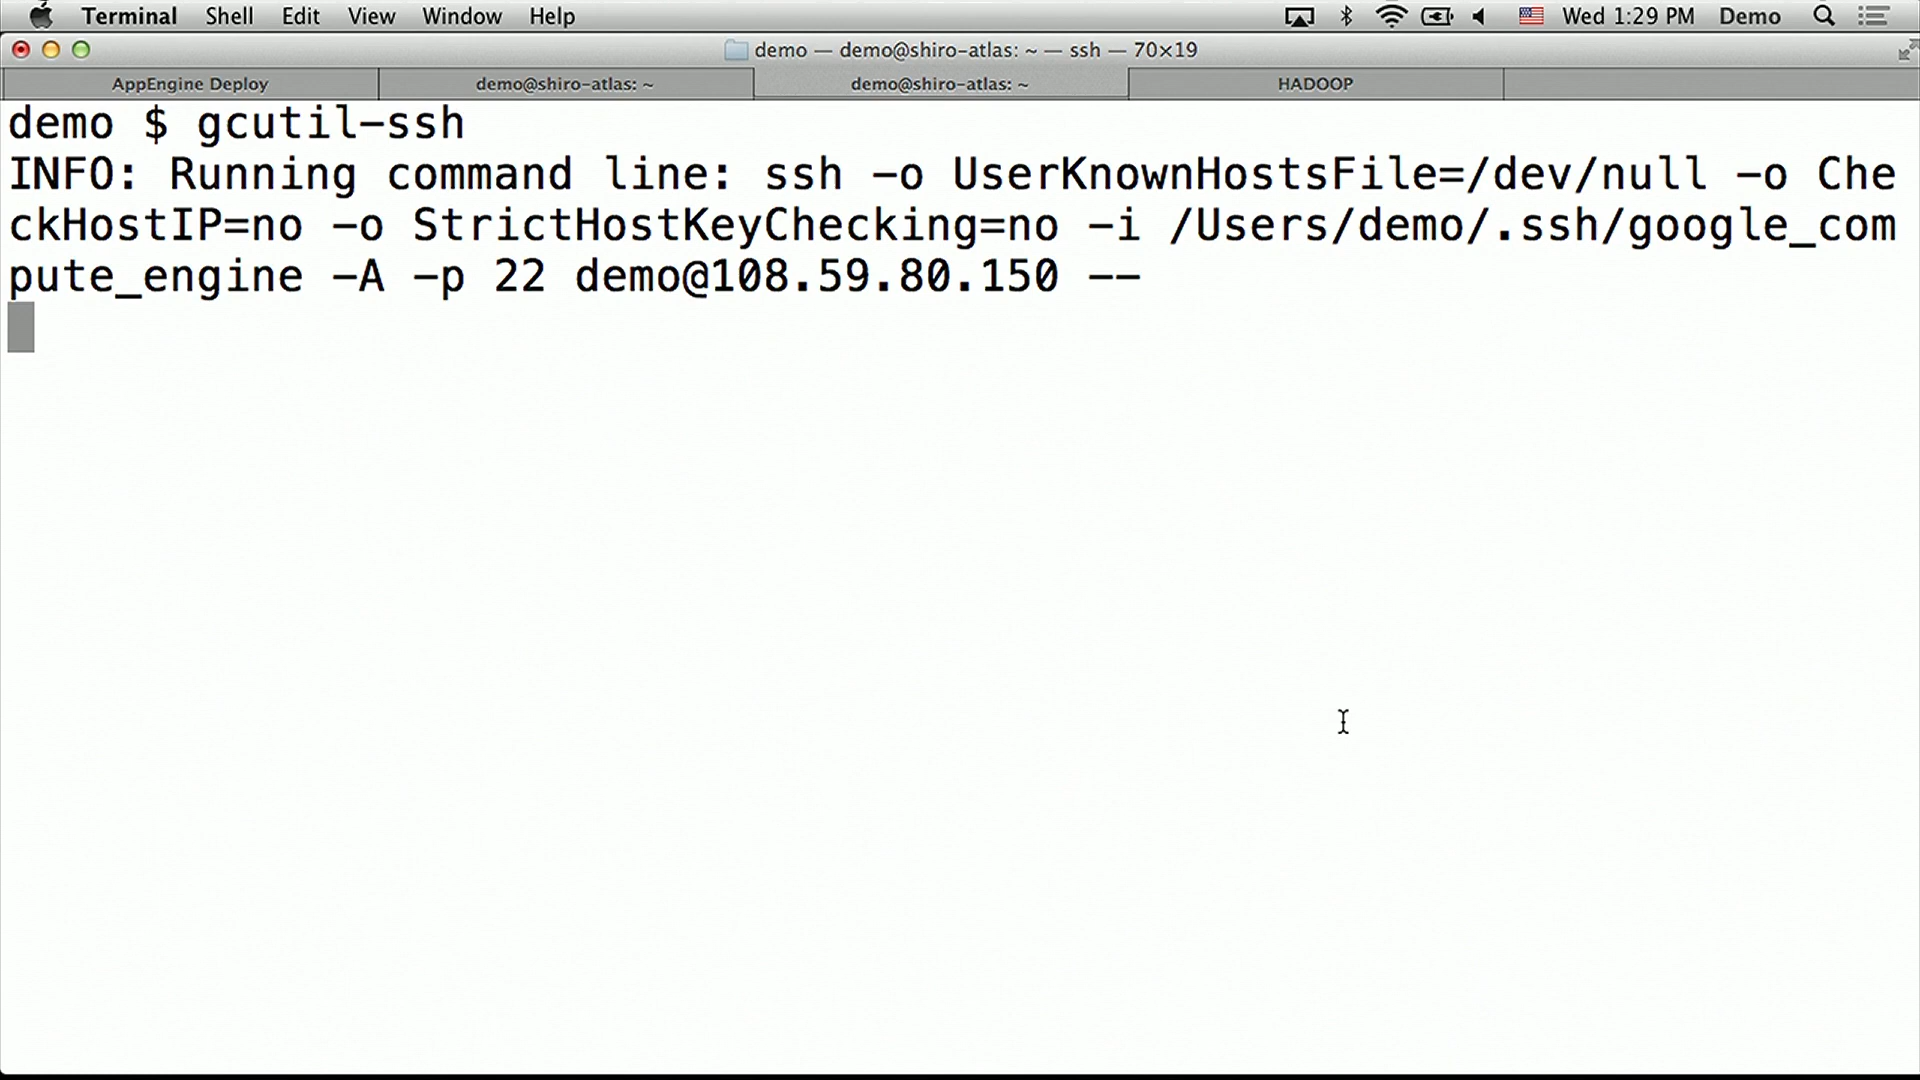 Terminal Shell Edit View Window Help Wed 1:29 PM Demo
demo — demo@shiro-atlas: ~ — ssh — 70×19
AppEngine Deploy demo@shiro-atlas: ~ demo@shiro-atlas: ~ HADOOP
demo $ gcutil-ssh
INFO: Running command line: ssh -o UserKnownHostsFile=/dev/null -o Che
ckHostIP=no -o StrictHostKeyChecking=no -i /Users/demo/.ssh/google_com
pute_engine -A -p 22 demo@108.59.80.150 --